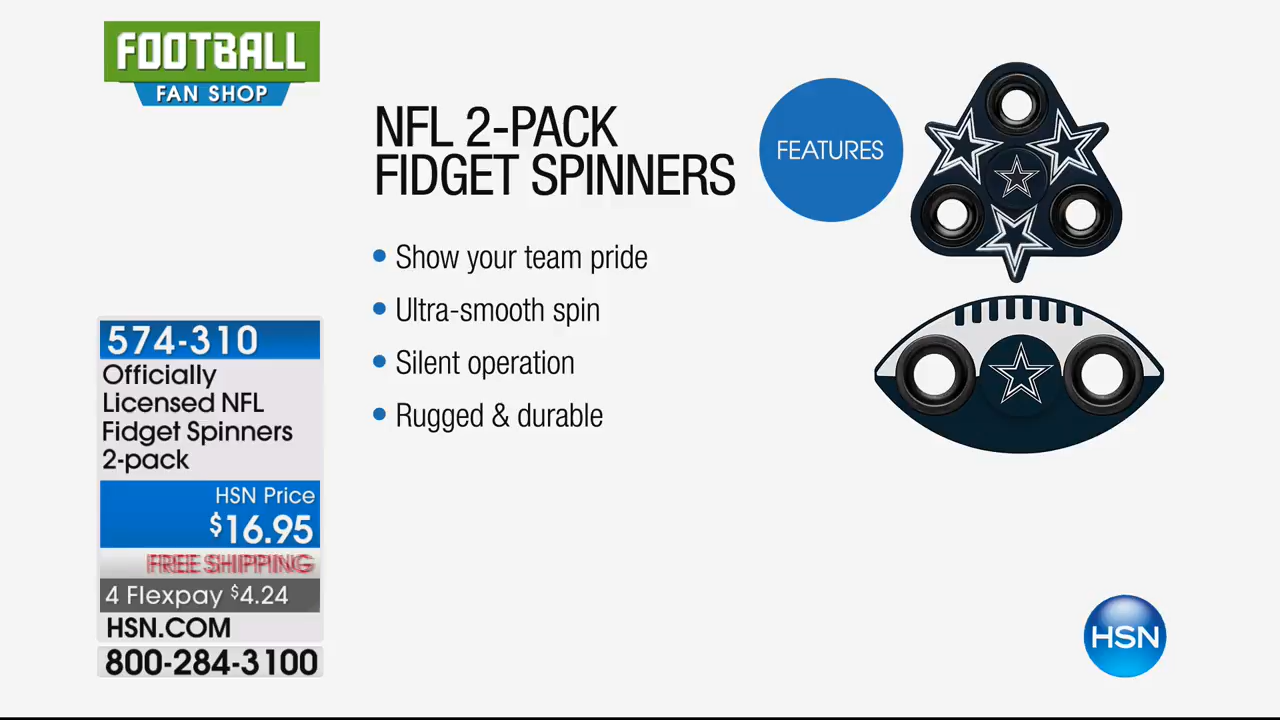 FOOTBALL
FAN SHOP
NFL 2-PACK
FIDGET SPINNERS
FEATURES
• Show your team pride
• Ultra-smooth spin
• Silent operation
• Rugged & durable
574-310
Officially
Licensed NFL
Fidget Spinners
2-pack
HSN Price
$16.95
FREE SHIPPING
4 Flexpay $4.24
HSN.COM
800-284-3100
HSN